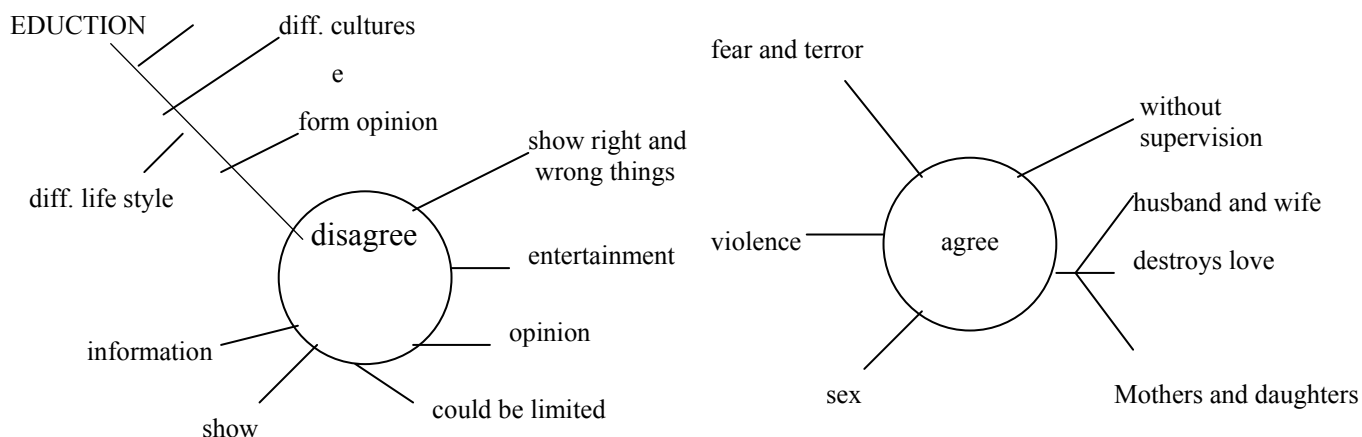 EDUCTION
diff. cultures
e
form opinion
diff. life style
show right and
wrong things
disagree
entertainment
opinion
information
could be limited
show
fear and terror
without
supervision
husband and wife
violence
agree
destroys love
sex
Mothers and daughters